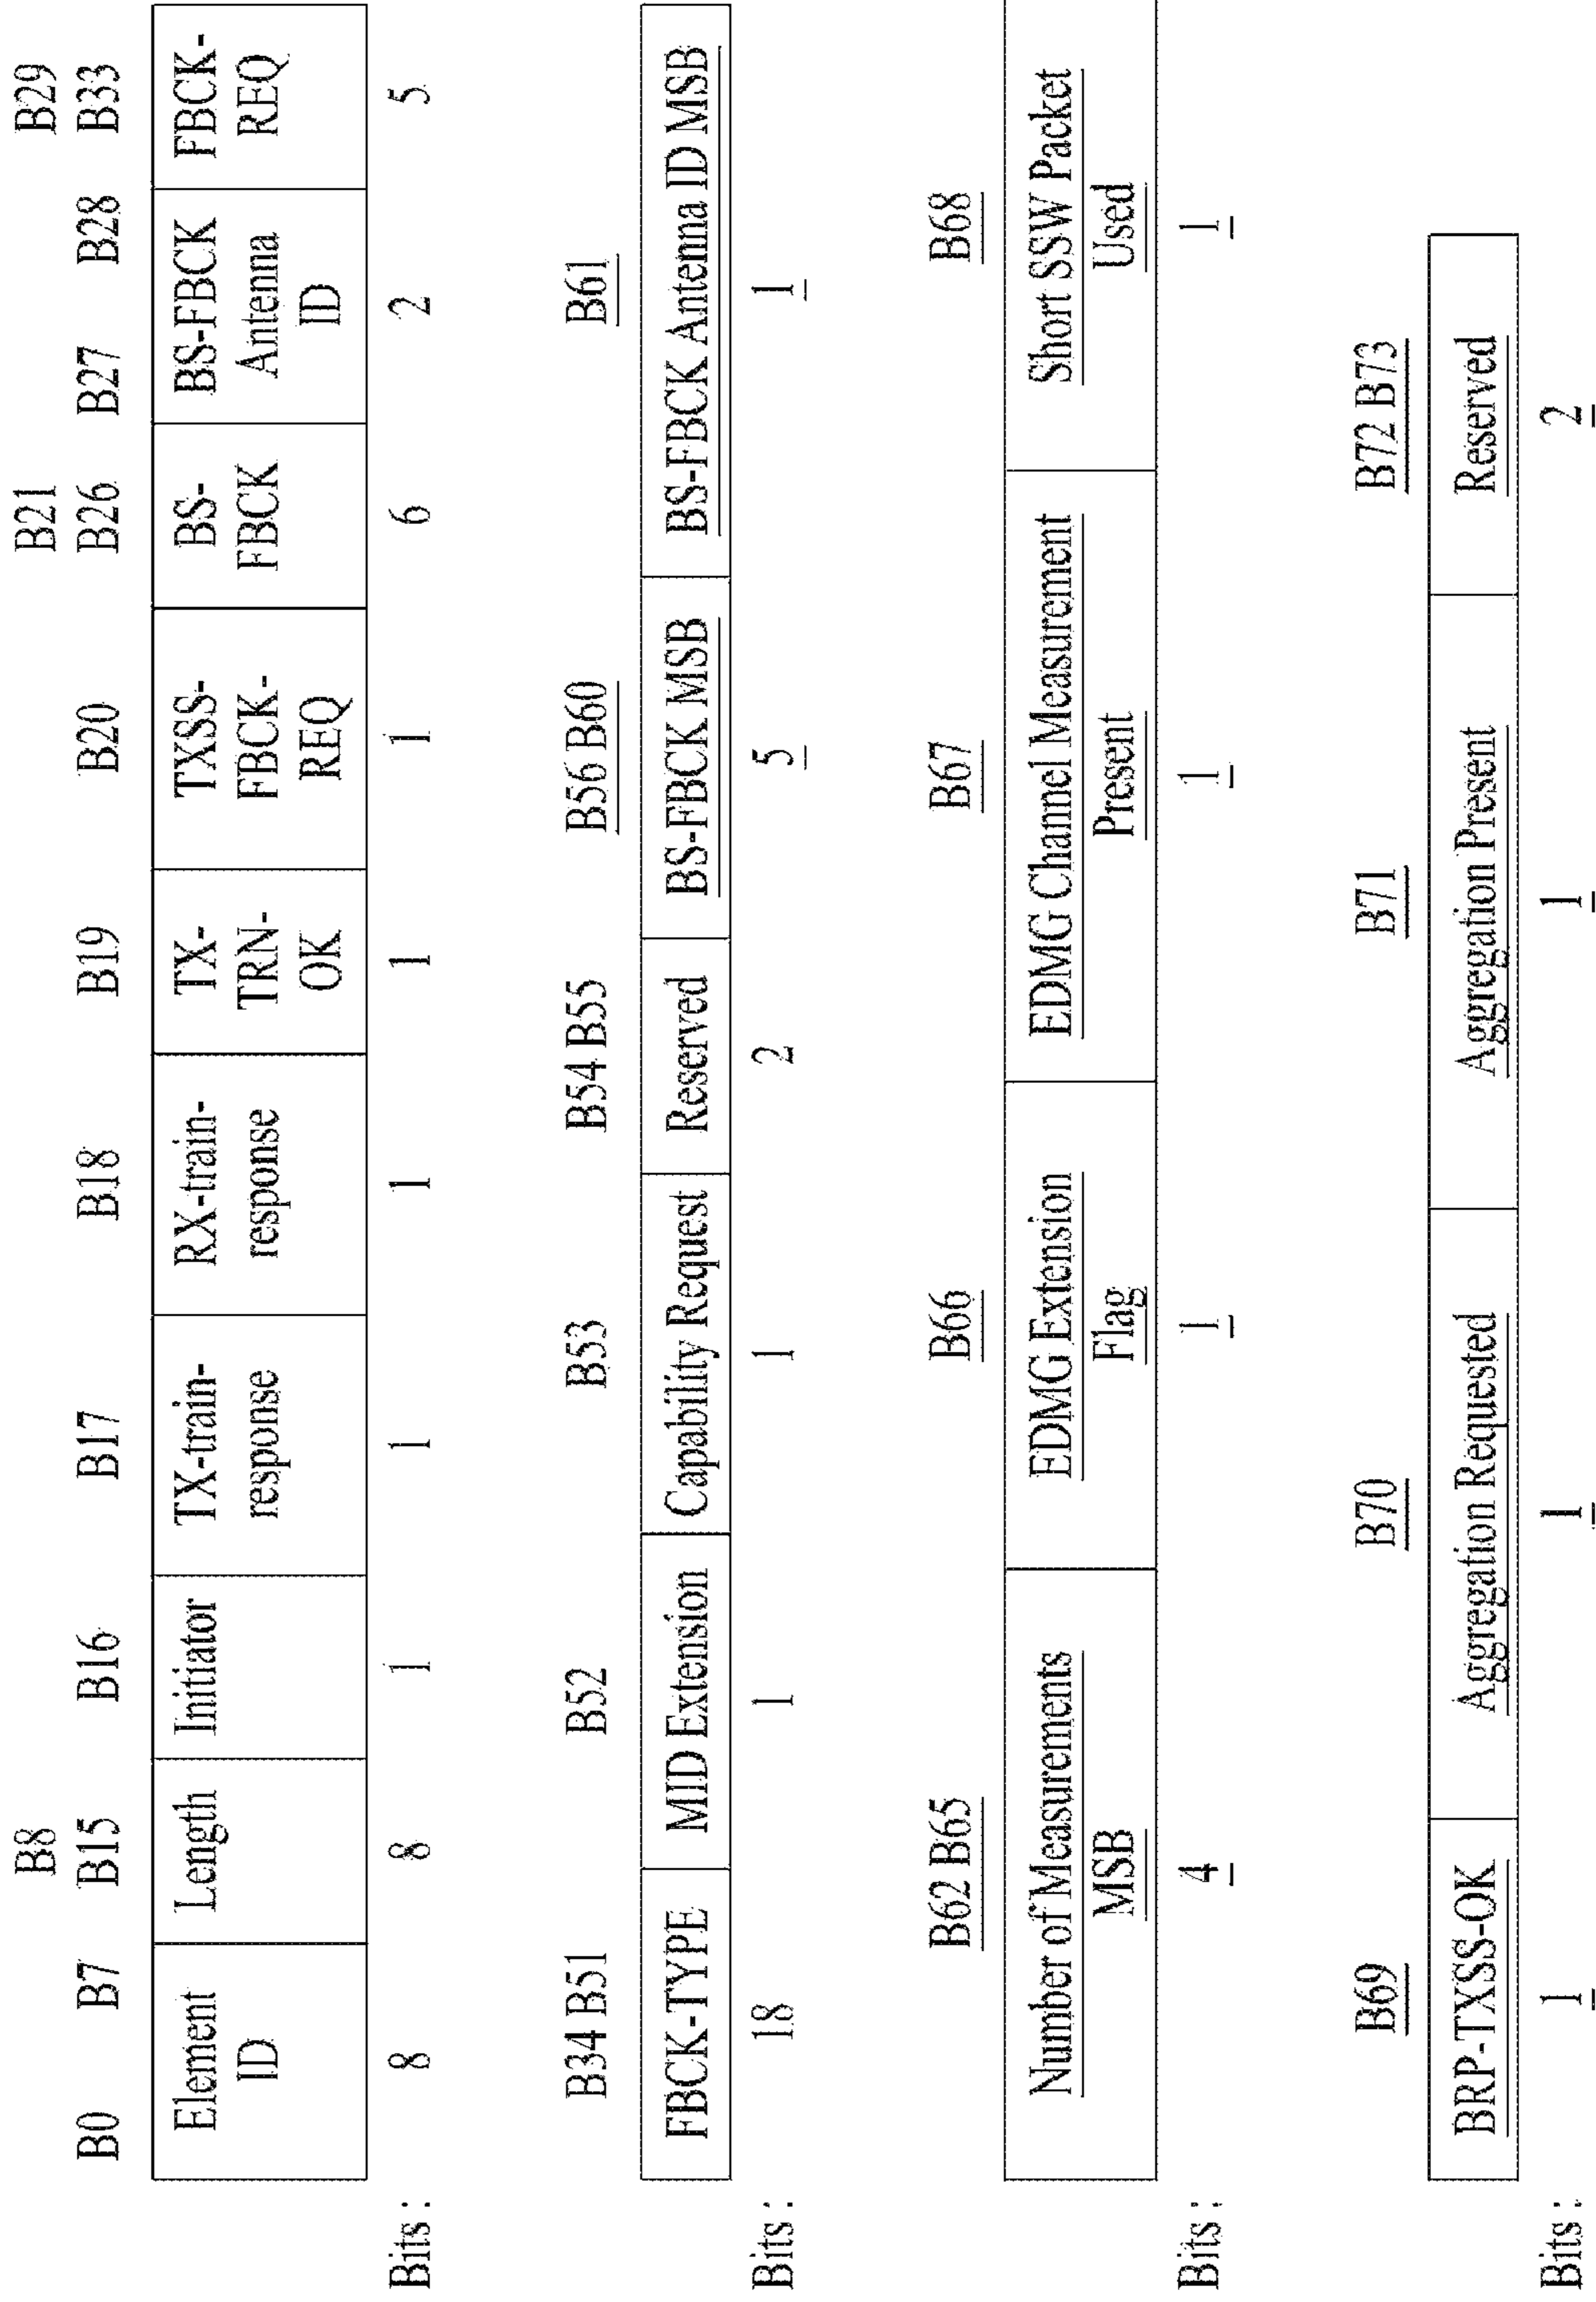 B8 B21 B29
B0 B7 B15 B16 B17 B18 B19 B20 B26 B27 B28 B33
Element ID Length Initiator TX-train-response RX-train-response TX-TRN-OK TXSS-FBCK-REQ BS-FBCK BS-FBCK Antenna ID FBCK-REQ
Bits : 8 8 1 1 1 1 1 6 2 5
B34 B51 B52 B53 B54 B55 B56 B60 B61
FBCK-TYPE MID Extension Capability Request Reserved BS-FBCK MSB BS-FBCK Antenna ID MSB
Bits : 18 1 1 2 5 1
B62 B65 B66 B67 B68
Number of Measurements MSB EDMG Extension Flag EDMG Channel Measurement Present Short SSW Packet Used
Bits : 4 1 1 1
B69 B70 B71 B72 B73
BRP-TXSS-OK Aggregation Requested Aggregation Present Reserved
Bits : 1 1 1 2